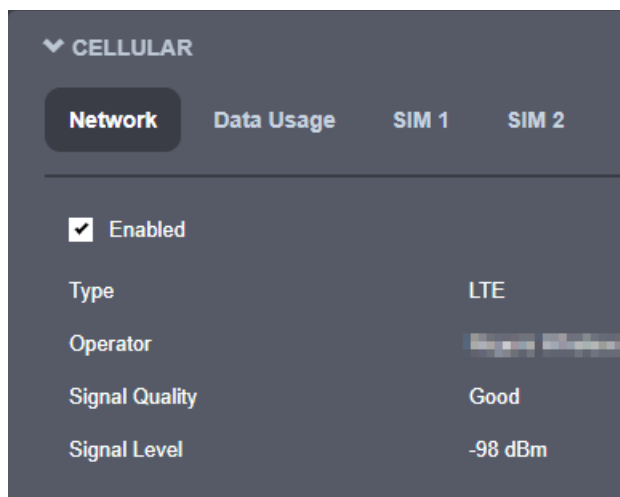 CELLULAR
Network Data Usage SIM 1 SIM 2
Enabled
Type LTE
Operator
Signal Quality Good
Signal Level -98 dBm